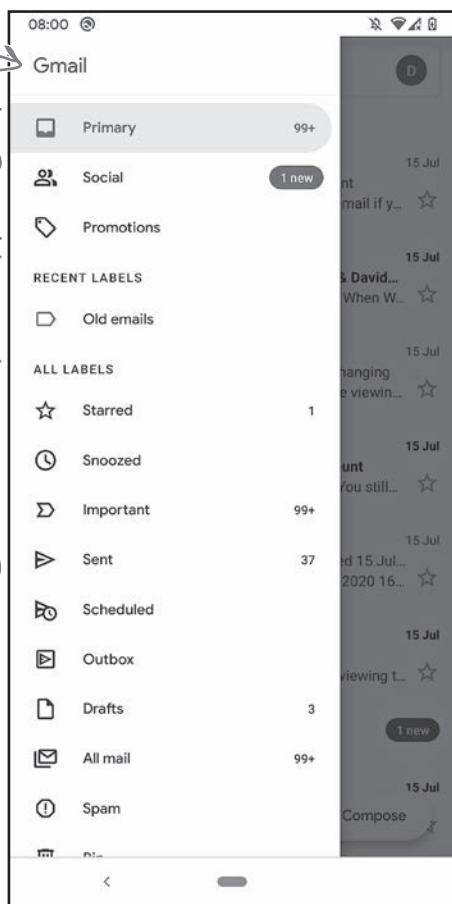 08:00
Gmail
D
Primary 99+
15 Jul
Social 1 new
nt
mail if y...
Promotions
15 Jul
RECENT LABELS
& David...
When W...
Old emails
15 Jul
ALL LABELS
hanging
e viewin...
Starred 1
15 Jul
Snoozed
unt
You still...
Important 99+
15 Jul
Sent 37
ed 15 Jul...
2020 16...
Scheduled
15 Jul
Outbox
viewing t...
Drafts 3
1 new
All mail 99+
15 Jul
Spam
Compose